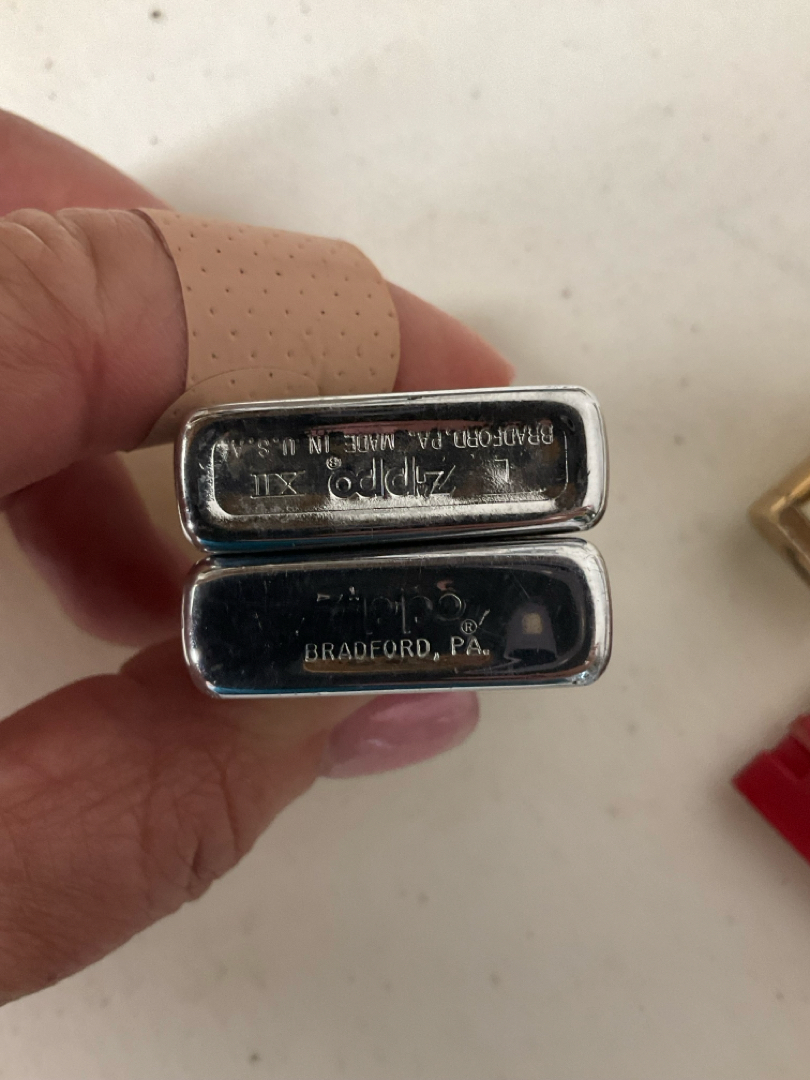 BRADFORD, PA. MADE IN U.S.A.
L Zippo® XII
Zippo
®
BRADFORD, PA.